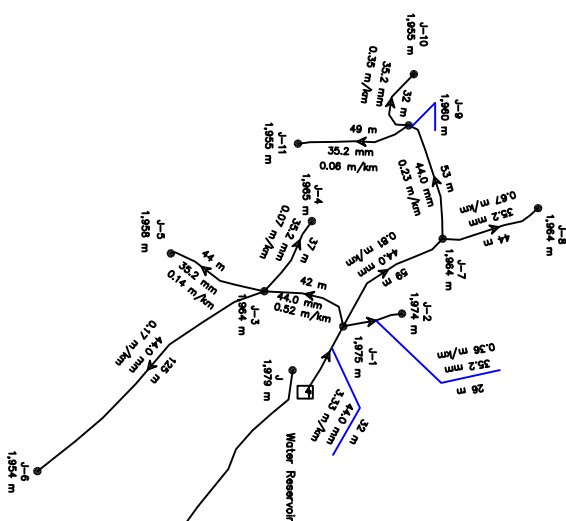 J-10
1,955 m
32 m
35.2 mm
0.35 m/km
J-9
1,960 m
J-8
1,964 m
49 m
35.2 mm
0.06 m/km
J-11
1,955 m
53 m
44.0 mm
0.23 m/km
44 m
35.2 mm
0.67 m/km
J-7
1,964 m
J-4
1,965 m
37 m
35.2 mm
0.07 m/km
59 m
44.0 mm
0.81 m/km
J-5
1,958 m
44 m
35.2 mm
0.14 m/km
42 m
44.0 mm
0.52 m/km
J-3
1,964 m
J-2
1,974 m
J-1
1,975 m
26 m
35.2 mm
0.36 m/km
125 m
44.0 mm
0.17 m/km
J
1,979 m
32 m
44.0 mm
3.33 m/km
Water Reservoir
J-6
1,954 m